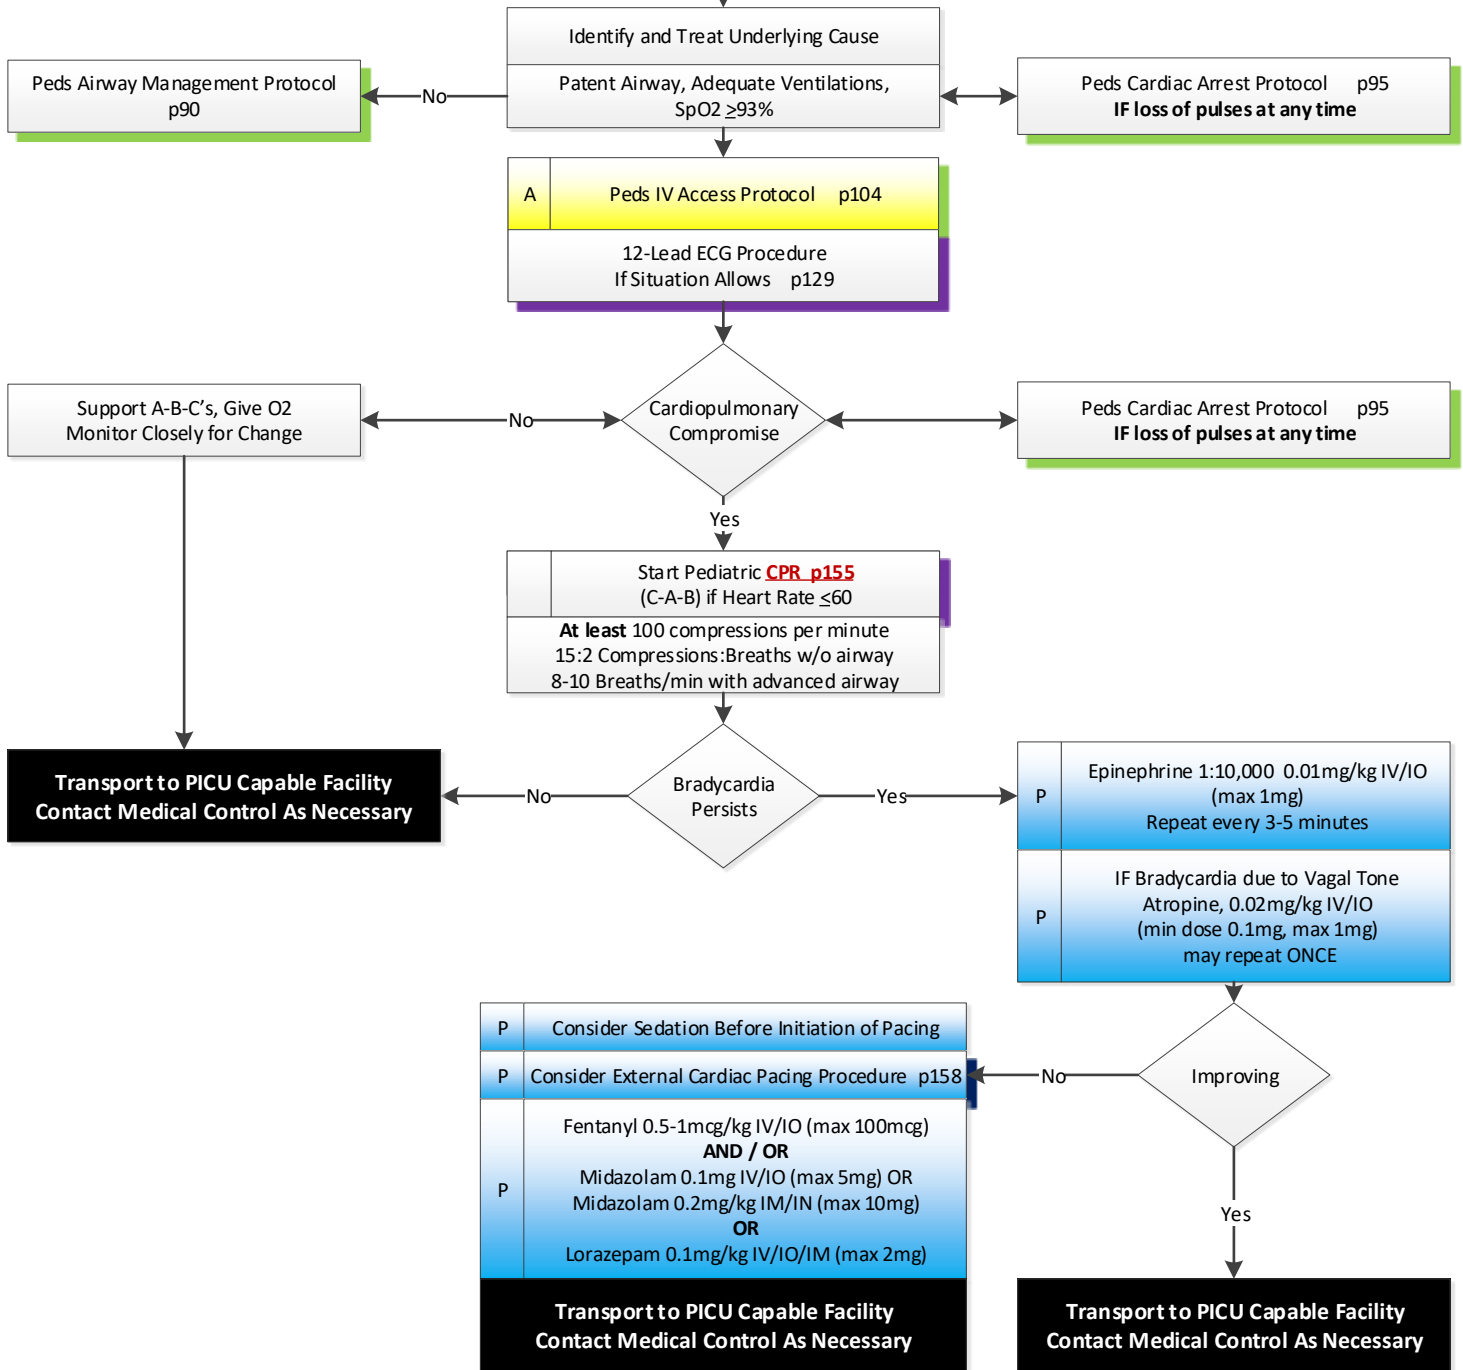 Identify and Treat Underlying Cause
Patent Airway, Adequate Ventilations,
SpO2 ≥93%
Peds Airway Management Protocol
p90
No
Peds Cardiac Arrest Protocol p95
IF loss of pulses at any time
A
Peds IV Access Protocol p104
12-Lead ECG Procedure
If Situation Allows p129
Support A-B-C's, Give O2
Monitor Closely for Change
No
Cardiopulmonary
Compromise
Peds Cardiac Arrest Protocol p95
IF loss of pulses at any time
Yes
Start Pediatric CPR p155
(C-A-B) if Heart Rate ≤60
At least 100 compressions per minute
15:2 Compressions:Breaths w/o airway
8-10 Breaths/min with advanced airway
Transport to PICU Capable Facility
Contact Medical Control As Necessary
No
Bradycardia
Persists
Yes
P
Epinephrine 1:10,000 0.01mg/kg IV/IO
(max 1mg)
Repeat every 3-5 minutes
P
IF Bradycardia due to Vagal Tone
Atropine, 0.02mg/kg IV/IO
(min dose 0.1mg, max 1mg)
may repeat ONCE
Improving
No
P
Consider Sedation Before Initiation of Pacing
P
Consider External Cardiac Pacing Procedure p158
P
Fentanyl 0.5-1mcg/kg IV/IO (max 100mcg)
AND / OR
Midazolam 0.1mg IV/IO (max 5mg) OR
Midazolam 0.2mg/kg IM/IN (max 10mg)
OR
Lorazepam 0.1mg/kg IV/IO/IM (max 2mg)
Transport to PICU Capable Facility
Contact Medical Control As Necessary
Yes
Transport to PICU Capable Facility
Contact Medical Control As Necessary